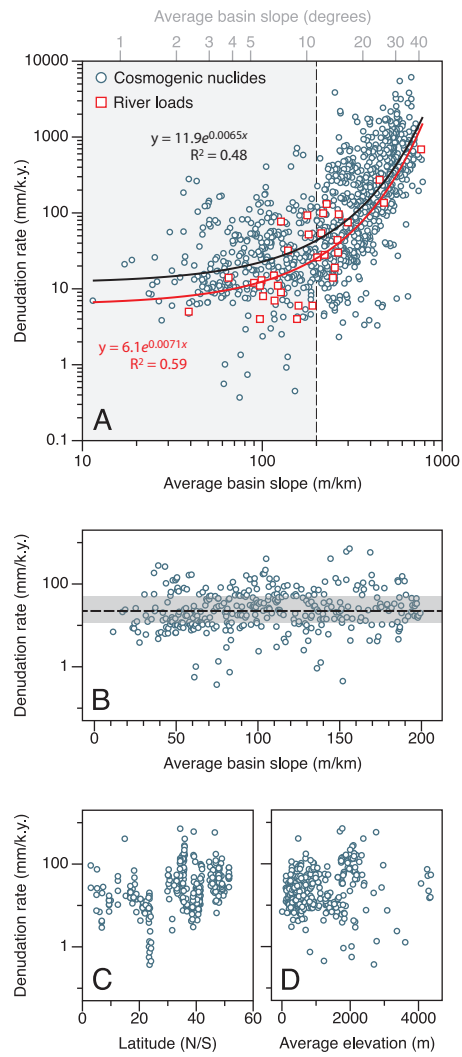 Average basin slope (degrees)
1 2 3 4 5 10 20 30 40
10000
1000
100
10
1
0.1
Denudation rate (mm/k.y.)
Cosmogenic nuclides
River loads
y = 11.9e^0.0065x
R² = 0.48
y = 6.1e^0.0071x
R² = 0.59
A
10 100 1000
Average basin slope (m/km)
100
1
Denudation rate (mm/k.y.)
B
0 50 100 150 200
Average basin slope (m/km)
100
1
Denudation rate (mm/k.y.)
C
D
0 20 40 60
0 2000 4000
Latitude (N/S)
Average elevation (m)